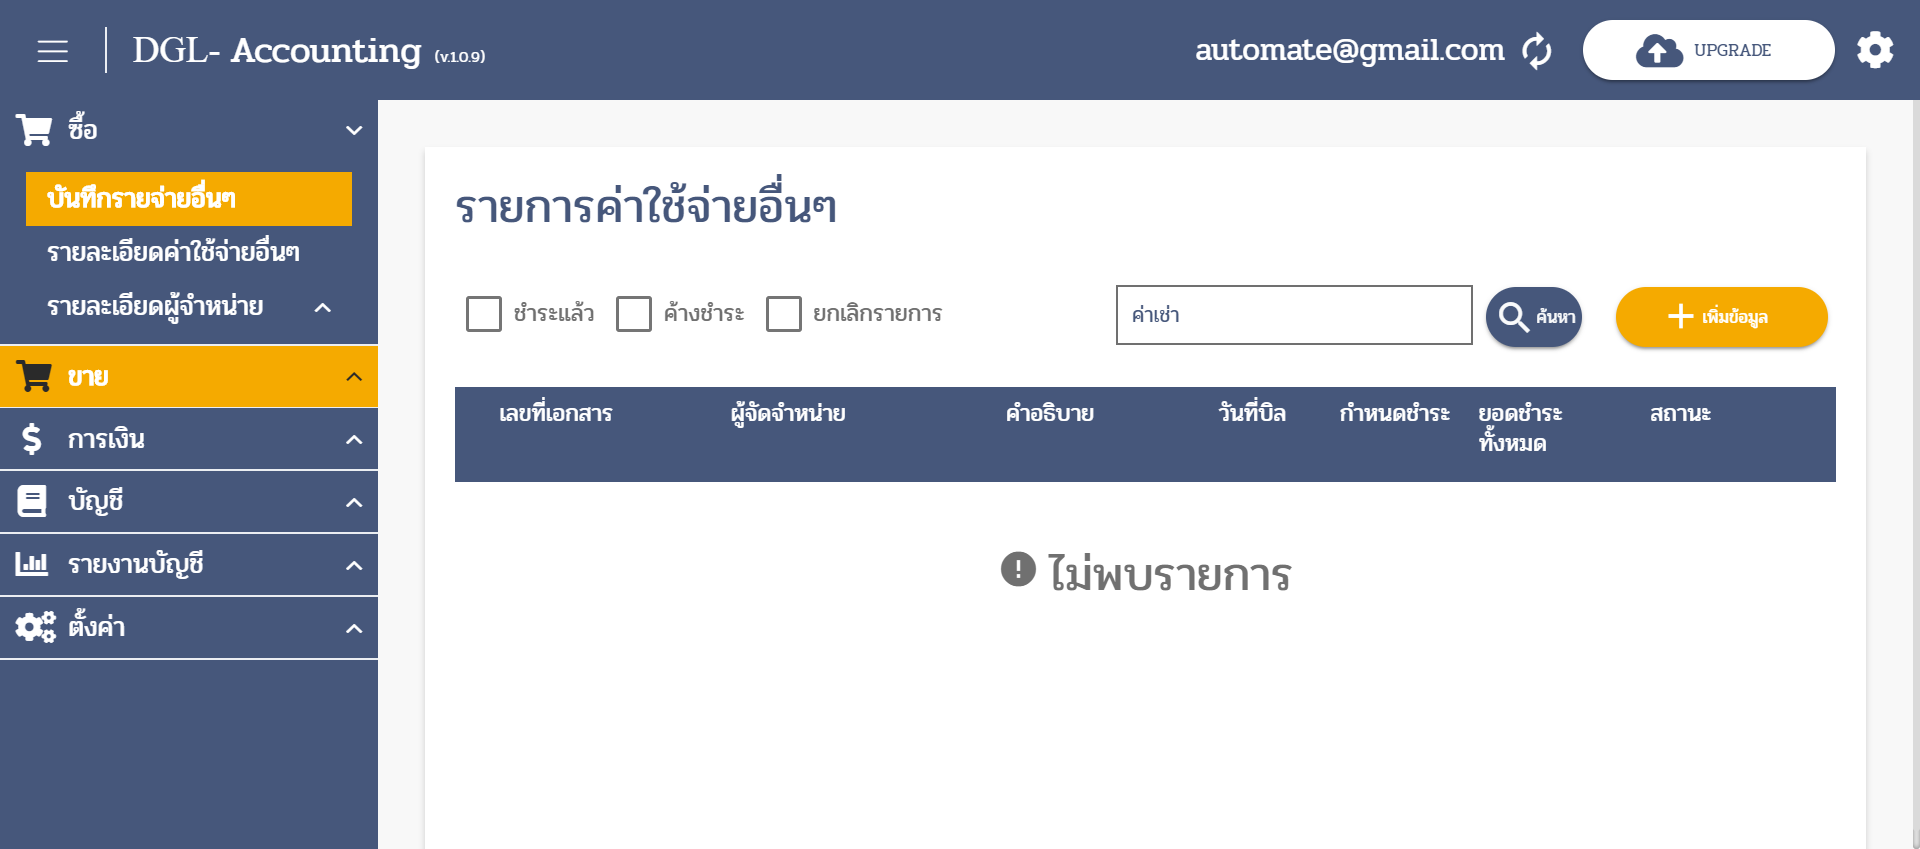 DGL- Accounting (v.1.0.9)
automate@gmail.com
UPGRADE
ซื้อ
บันทึกรายจ่ายอื่นๆ
รายละเอียดค่าใช้จ่ายอื่นๆ
รายละเอียดผู้จำหน่าย
ขาย
การเงิน
บัญชี
รายงานบัญชี
ตั้งค่า
รายการค่าใช้จ่ายอื่นๆ
ชำระแล้ว ค้างชำระ ยกเลิกรายการ
ค่าเช่า
ค้นหา
เพิ่มข้อมูล
เลขที่เอกสาร ผู้จัดจำหน่าย คำอธิบาย วันที่บิล กำหนดชำระ ยอดชำระ สถานะ
ทั้งหมด
ไม่พบรายการ